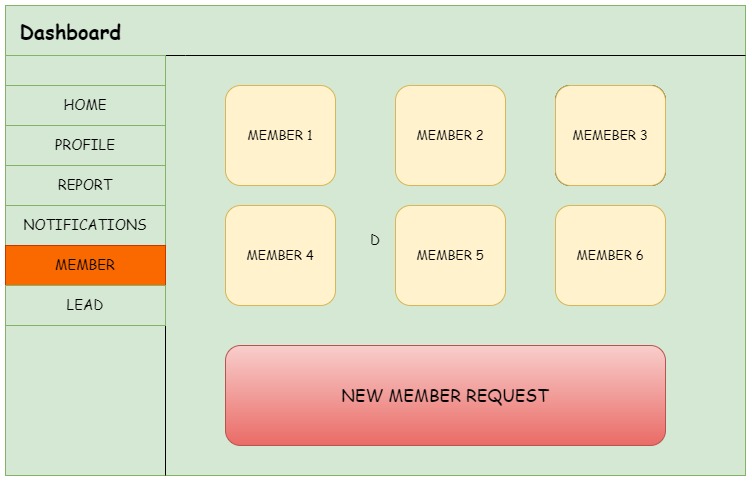 Dashboard
HOME
PROFILE
REPORT
NOTIFICATIONS
MEMBER
LEAD
MEMBER 1
MEMBER 2
MEMEBER 3
MEMBER 4
D
MEMBER 5
MEMBER 6
NEW MEMBER REQUEST